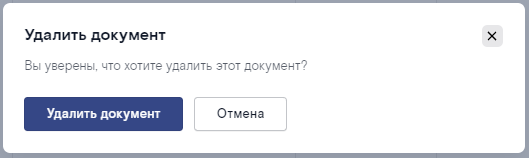 Удалить документ
Вы уверены, что хотите удалить этот документ?
Удалить документ
Отмена